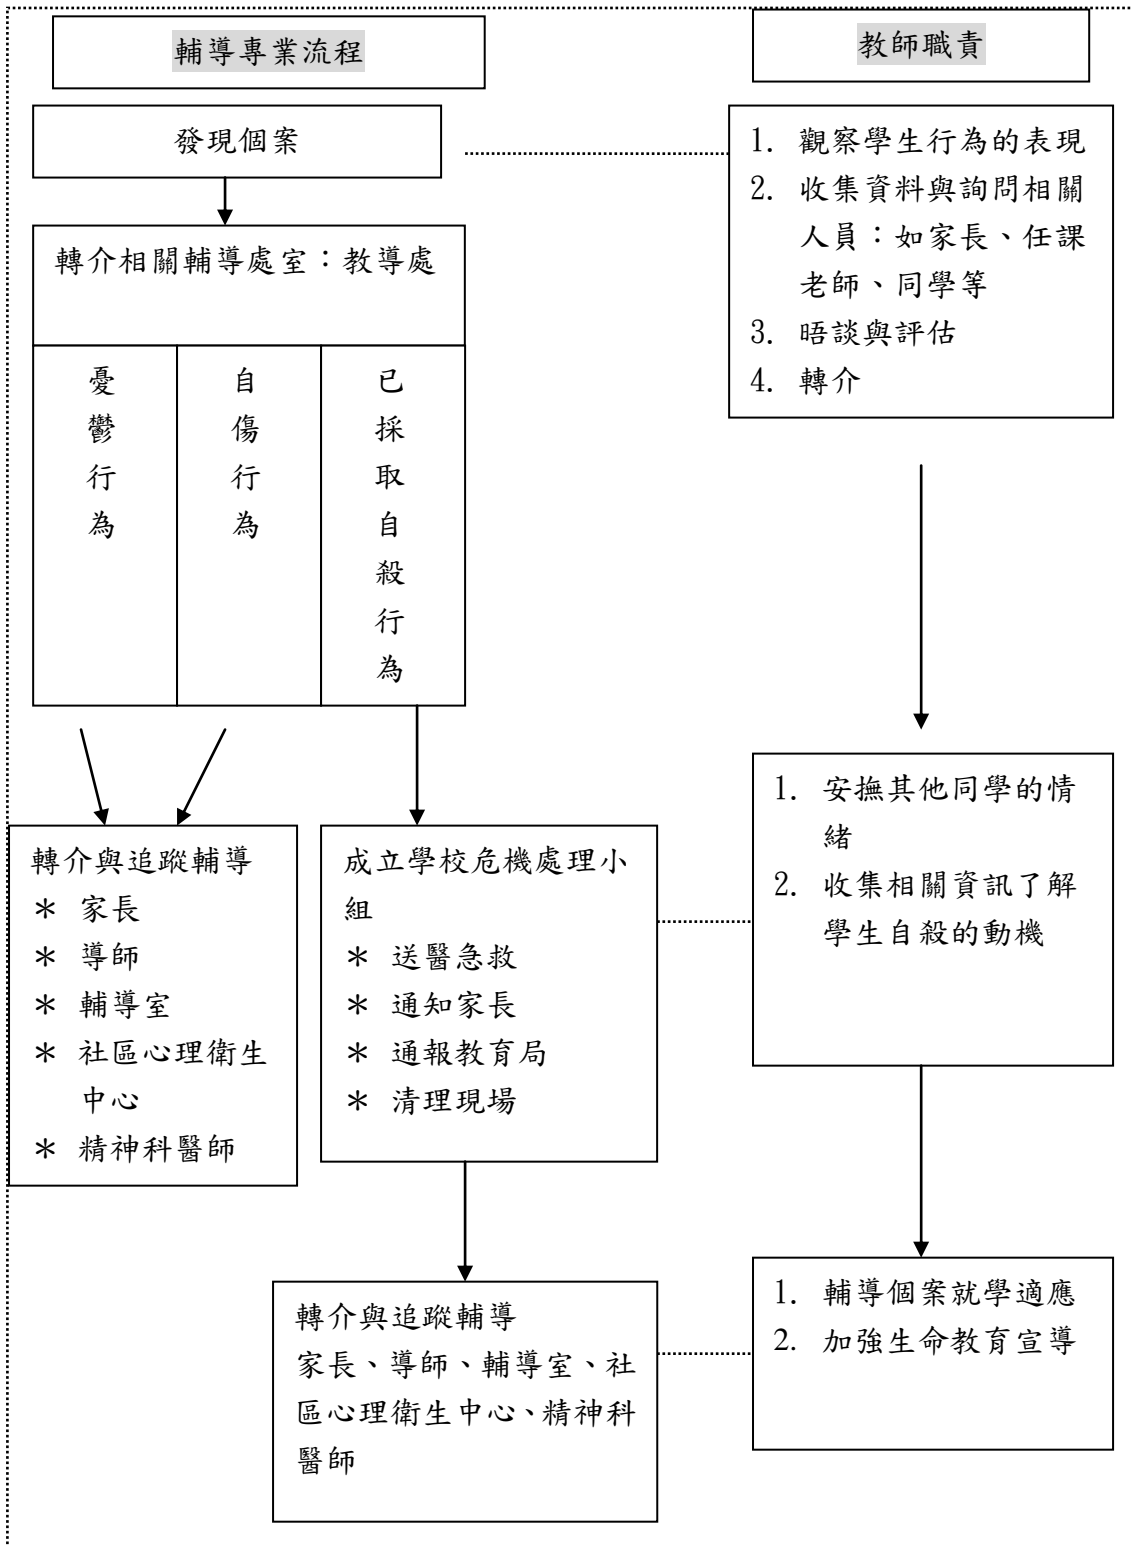 輔導專業流程
教師職責
發現個案
1. 觀察學生行為的表現
2. 收集資料與詢問相關
人員：如家長、任課
老師、同學等
3. 晤談與評估
4. 轉介
轉介相關輔導處室：教導處
憂鬱行為
自傷行為
已採取自殺行為
1. 安撫其他同學的情
緒
2. 收集相關資訊了解
學生自殺的動機
轉介與追蹤輔導
＊ 家長
＊ 導師
＊ 輔導室
＊ 社區心理衛生
中心
＊ 精神科醫師
成立學校危機處理小
組
＊ 送醫急救
＊ 通知家長
＊ 通報教育局
＊ 清理現場
轉介與追蹤輔導
家長、導師、輔導室、社
區心理衛生中心、精神科
醫師
1. 輔導個案就學適應
2. 加強生命教育宣導